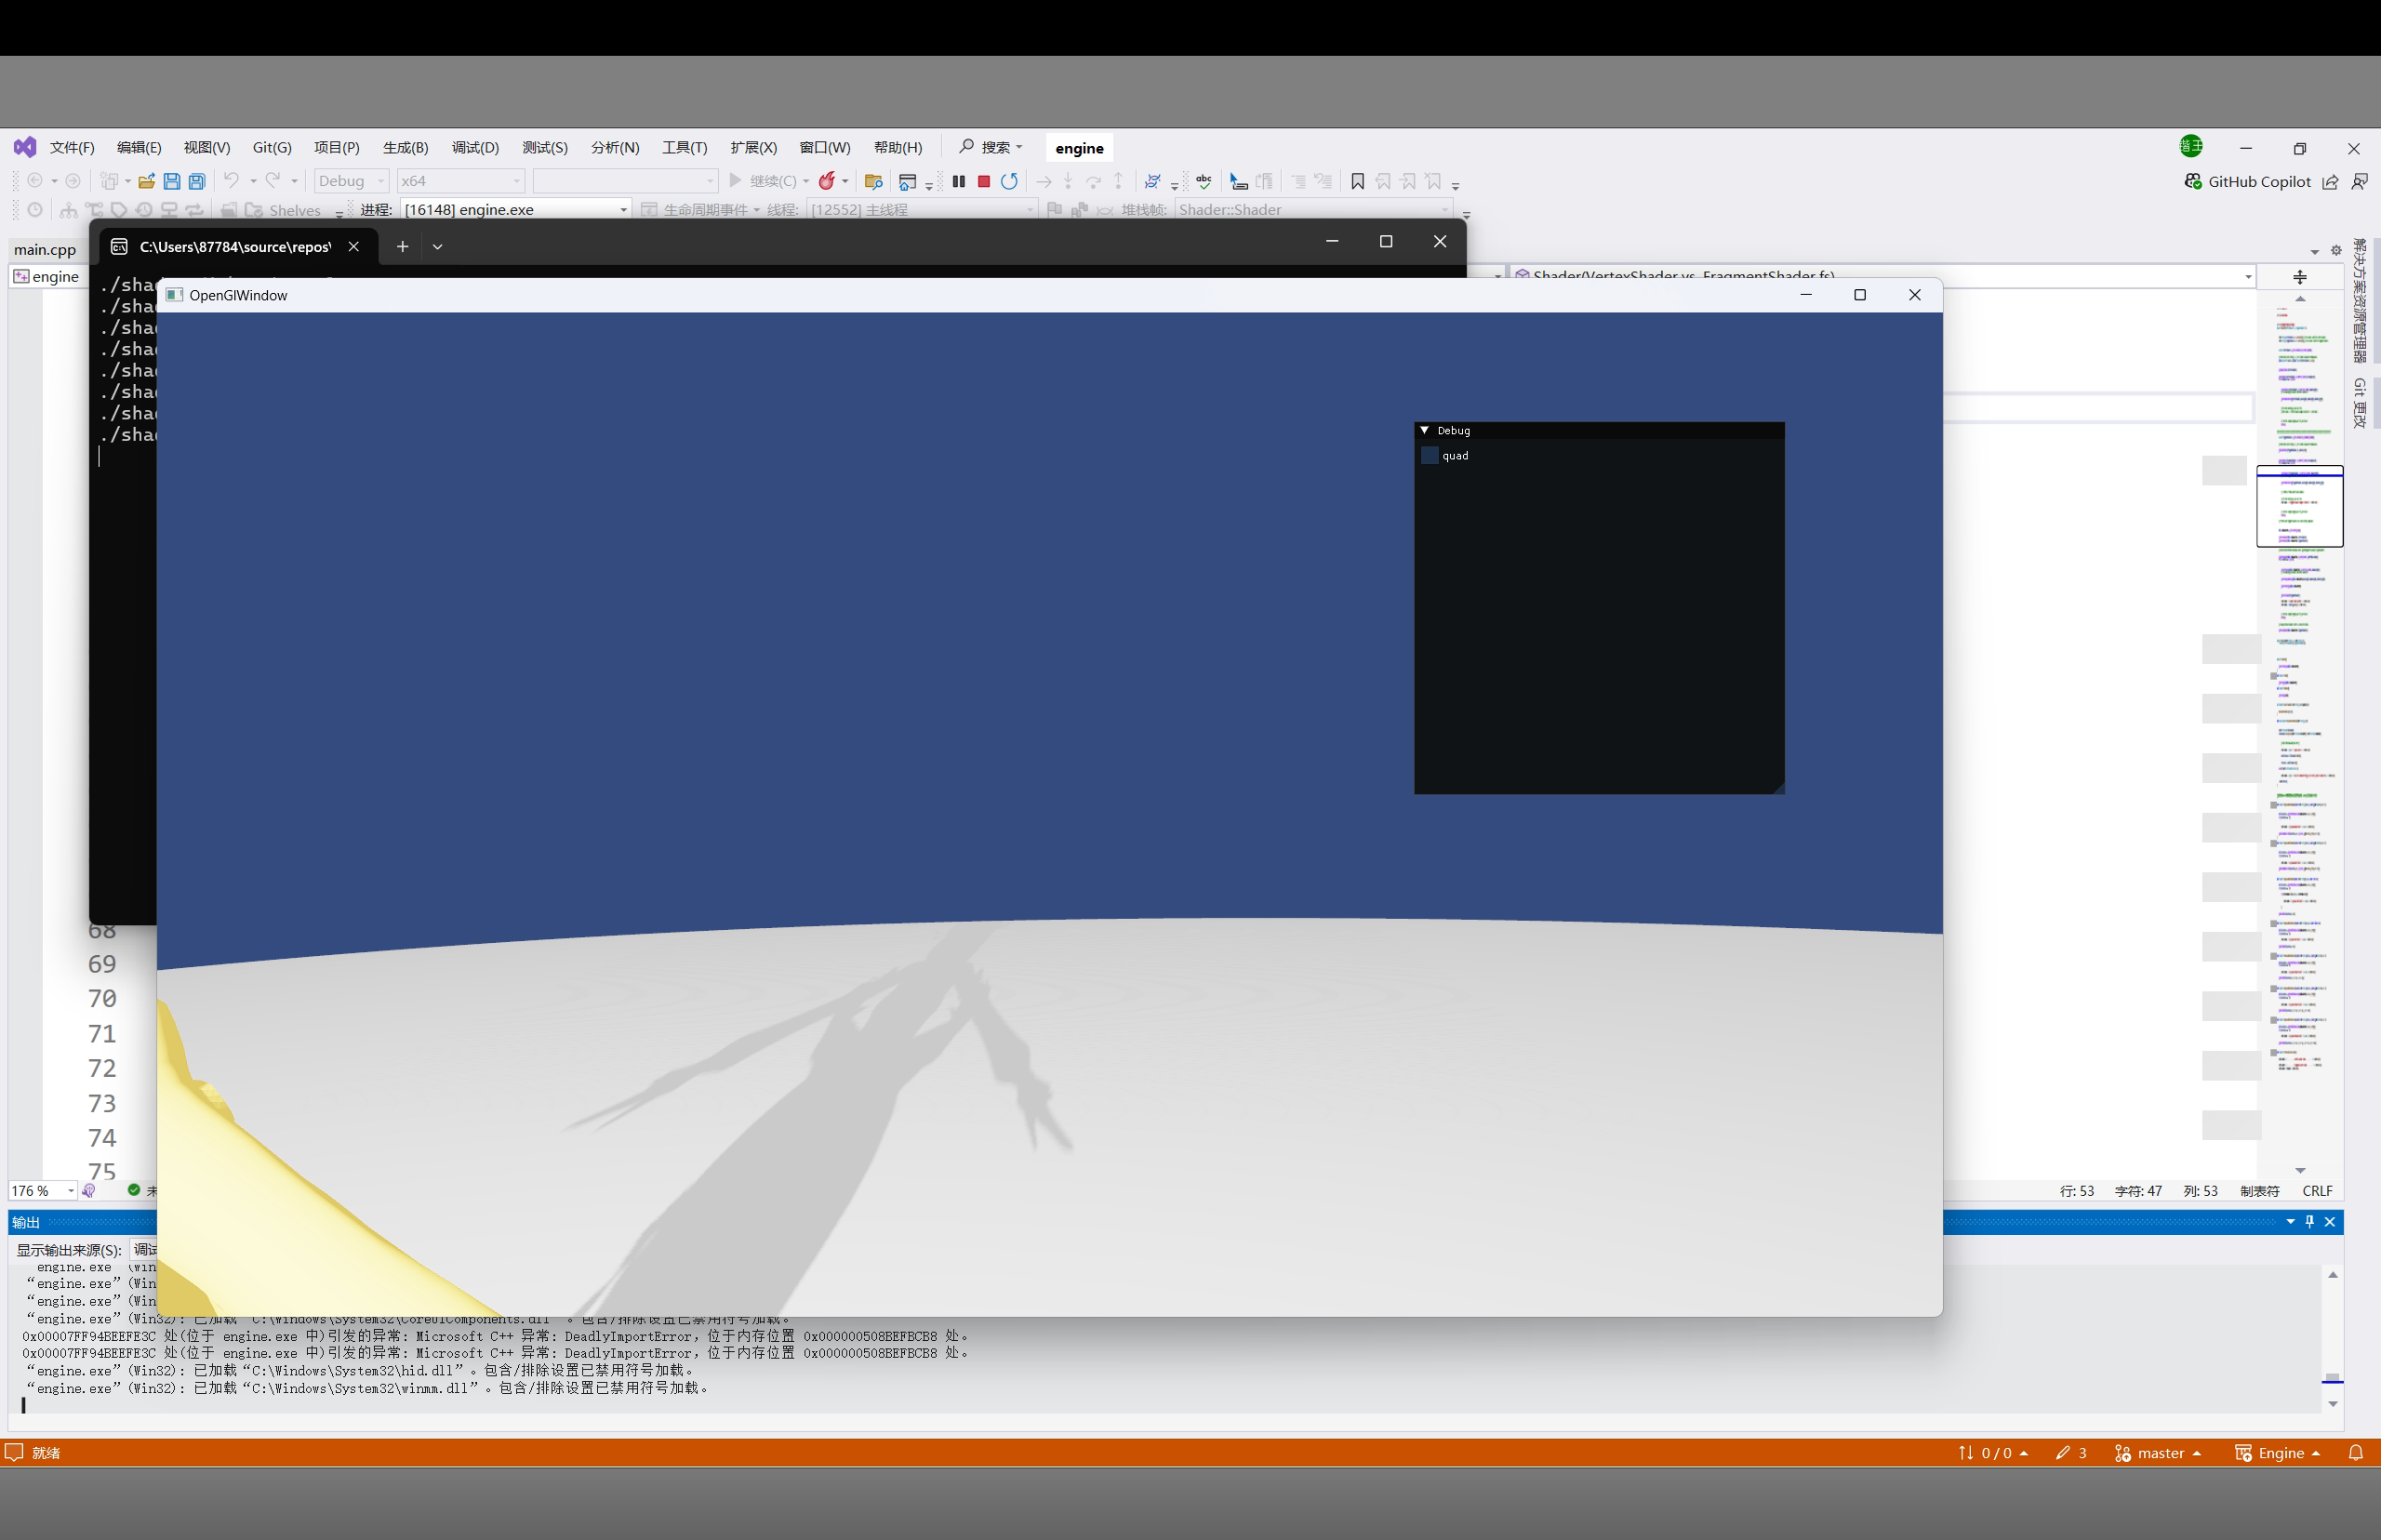 文件(F) 编辑(E) 视图(V) Git(G) 项目(P) 生成(B) 调试(D) 测试(S) 分析(N) 工具(T) 扩展(X) 窗口(W) 帮助(H) 搜索 engine
Debug x64 继续(C) GitHub Copilot
Shelves 进程: [16148] engine.exe 生命周期事件 线程: [12552] 主线程 堆栈帧: Shader::Shader
main.cpp
C:\Users\87784\source\repos\
engine
Shader(VertexShader.vs, FragmentShader.fs)
解决方案资源管理器
Git 更改
OpenGlWindow
./sha
./sha
./sha
./sha
./sha
./sha
./sha
./sha
Debug
quad
68
69
70
71
72
73
74
75
176 %
行: 53 字符: 47 列: 53 制表符 CRLF
输出
显示输出来源(S): 调试
“engine.exe”(Win
“engine.exe”(Win
“engine.exe”(Win
“engine.exe”(Win32): 已加载“C:\Windows\System32\CoreUIComponents.dll”。包含/排除设置已禁用符号加载。
0x00007FF94BEEFE3C 处(位于 engine.exe 中)引发的异常: Microsoft C++ 异常: DeadlyImportError，位于内存位置 0x000000508BEFBCB8 处。
0x00007FF94BEEFE3C 处(位于 engine.exe 中)引发的异常: Microsoft C++ 异常: DeadlyImportError，位于内存位置 0x000000508BEFBCB8 处。
“engine.exe”(Win32): 已加载“C:\Windows\System32\hid.dll”。包含/排除设置已禁用符号加载。
“engine.exe”(Win32): 已加载“C:\Windows\System32\winmm.dll”。包含/排除设置已禁用符号加载。
就绪
0 / 0 3 master Engine